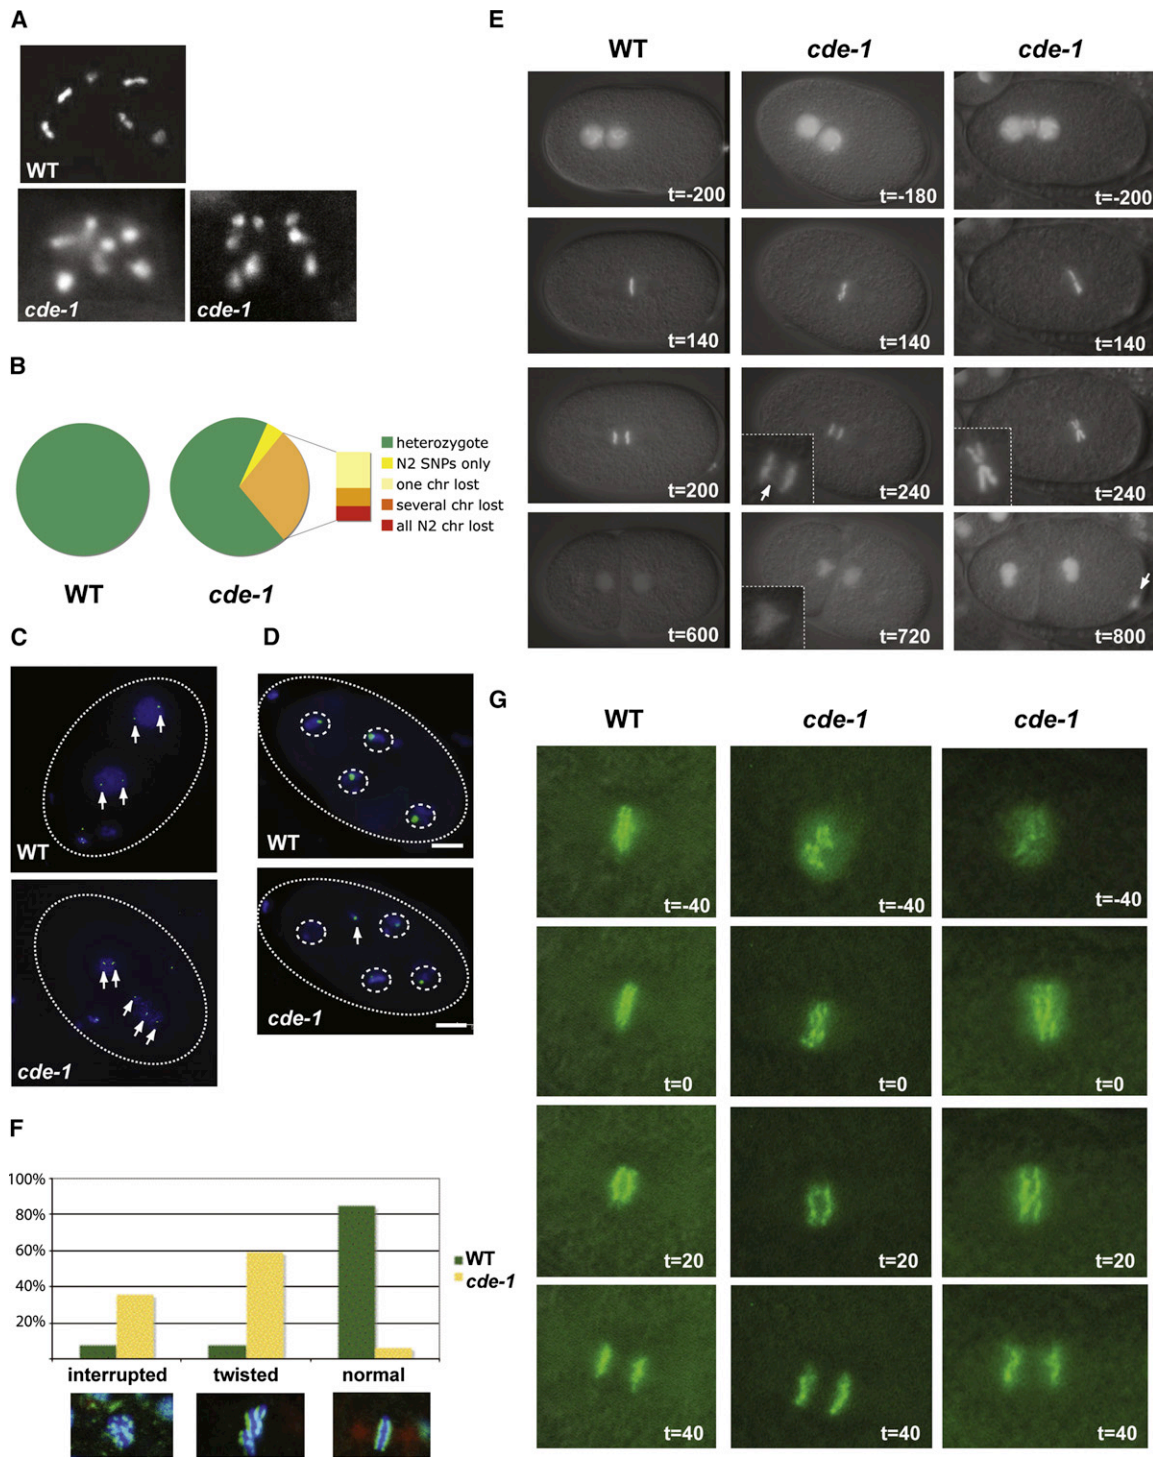 A
WT
cde-1
cde-1
B
heterozygote
N2 SNPs only
one chr lost
several chr lost
all N2 chr lost
WT
cde-1
C
WT
cde-1
D
WT
cde-1
E
WT
cde-1
cde-1
t=-200
t=-180
t=-200
t=140
t=140
t=140
t=200
t=240
t=240
t=600
t=720
t=800
F
100%
80%
60%
40%
20%
WT
cde-1
interrupted
twisted
normal
G
WT
cde-1
cde-1
t=-40
t=-40
t=-40
t=0
t=0
t=0
t=20
t=20
t=20
t=40
t=40
t=40